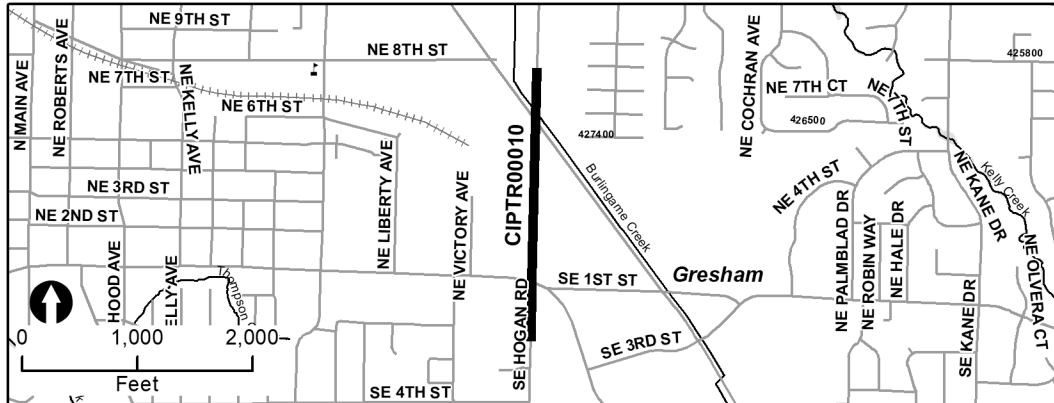 NE 9TH ST
NE 8TH ST
N MAIN AVE
NE ROBERTS AVE
NE 7TH ST
NE KELLY AVE
NE 6TH ST
NE COCHRAN AVE
NE 7TH CT
NE 7TH ST
425800
426500
427400
CIPTR00010
Burlingame Creek
NE 3RD ST
NE 2ND ST
NE LIBERTY AVE
NE VICTORY AVE
NE 4TH ST
NE PALMBLAD DR
NE ROBIN WAY
NE HALE DR
NE KANE DR
Kelly Creek
NE OLVERA CT
HOOD AVE
ELLY AVE
Thompson
SE HOGAN RD
SE 1ST ST
Gresham
SE 3RD ST
SE KANE DR
SE 4TH ST
0 1,000 2,000
Feet